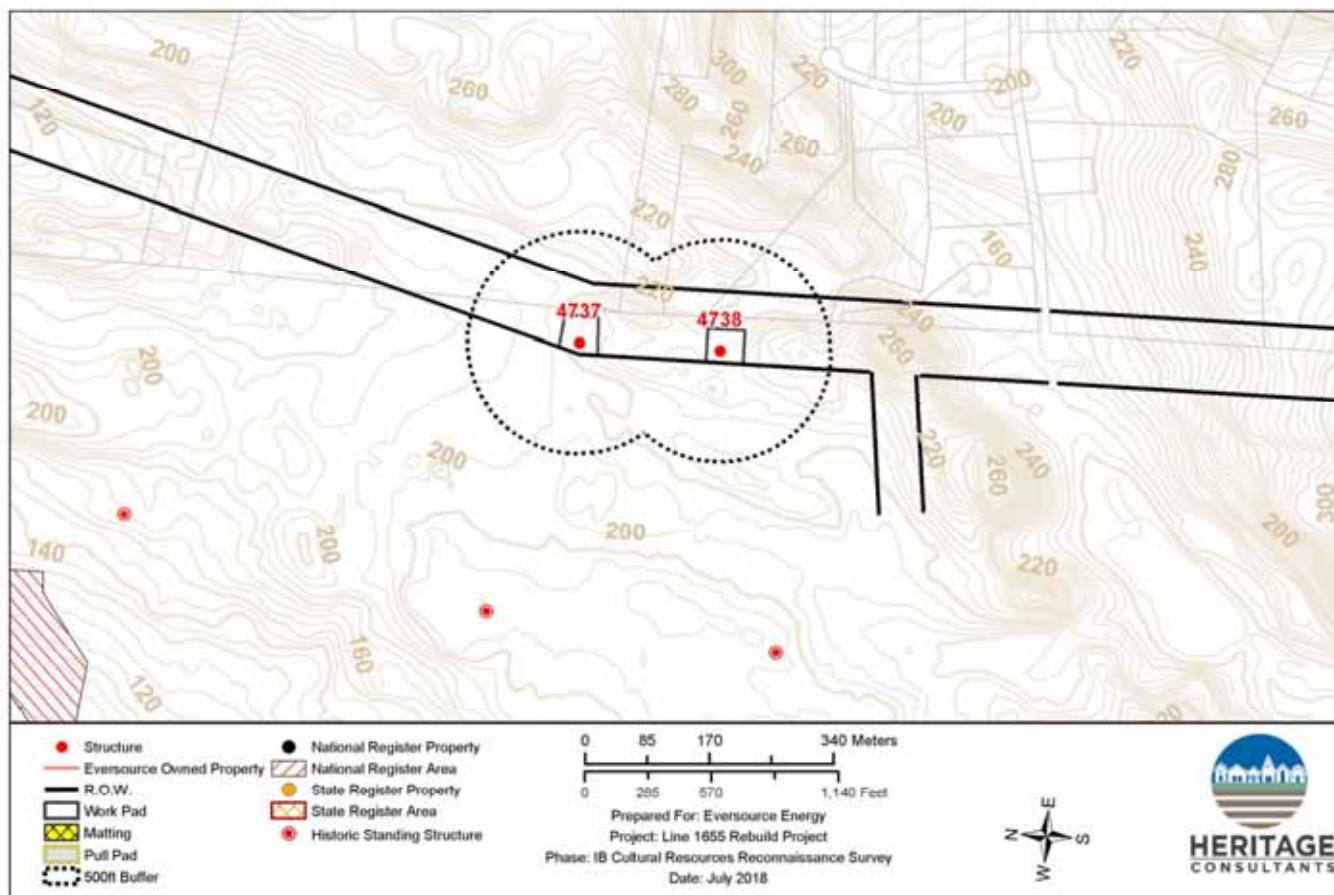 200
260
300
220
220
200
120
280
260
260
200
260
240
280
220
160
240
220
4737
4738
240
260
200
200
200
220
240
260
200
300
140
200
200
220
160
120
Structure
Eversource Owned Property
R.O.W.
Work Pad
Matting
Pull Pad
500ft Buffer
National Register Property
National Register Area
State Register Property
State Register Area
Historic Standing Structure
0 85 170 340 Meters
0 285 570 1,140 Feet
Prepared For: Eversource Energy
Project: Line 1655 Rebuild Project
Phase: IB Cultural Resources Reconnaissance Survey
Date: July 2018
E
N
S
W
HERITAGE
CONSULTANTS